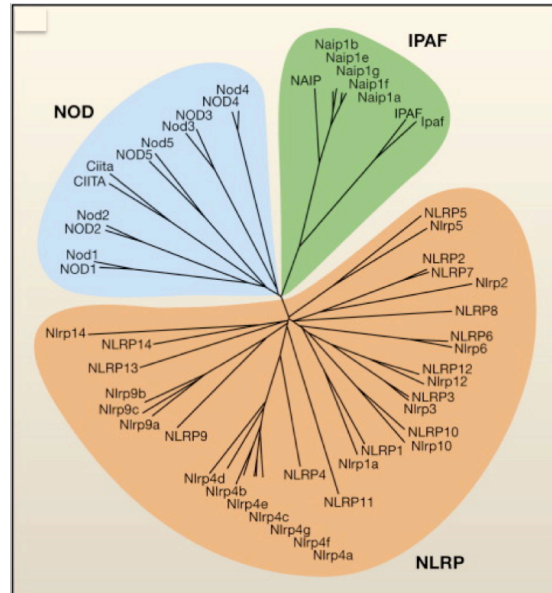 IPAF
Naip1b
Naip1e
Naip1g
NAIP
Naip1f
Naip1a
IPAF
Ipaf
NOD
Nod4
NOD4
NOD3
Nod3
Nod5
NOD5
Ciita
CIITA
Nod2
NOD2
Nod1
NOD1
NLRP5
Nlrp5
NLRP2
NLRP7
Nlrp2
NLRP8
NLRP6
Nlrp6
NLRP12
Nlrp12
NLRP3
Nlrp3
NLRP10
Nlrp10
NLRP1
Nlrp1a
NLRP11
NLRP4
Nlrp14
NLRP14
NLRP13
Nlrp9b
Nlrp9c
Nlrp9a
NLRP9
Nlrp4d
Nlrp4b
Nlrp4e
Nlrp4c
Nlrp4g
Nlrp4f
Nlrp4a
NLRP